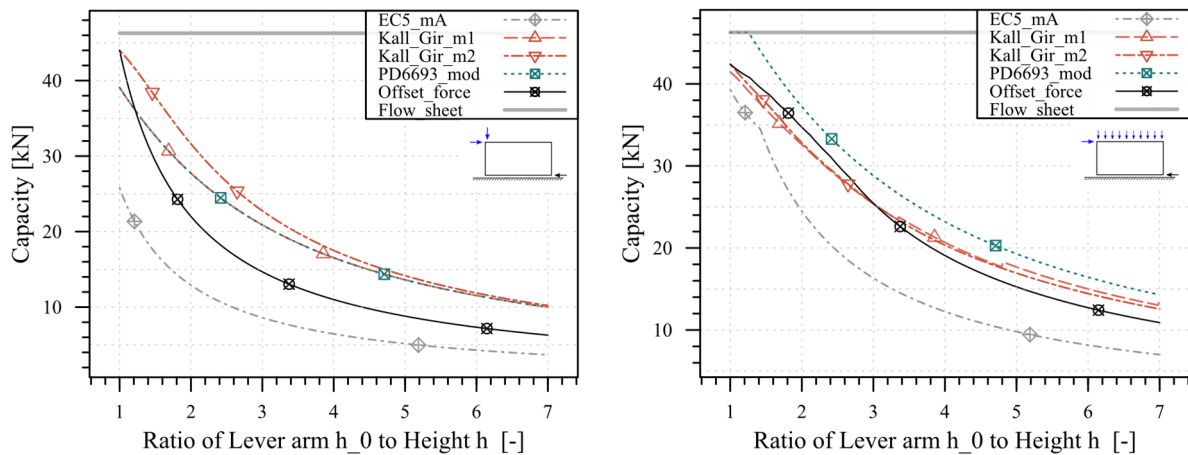 EC5_mA
Kall_Gir_m1
Kall_Gir_m2
PD6693_mod
Offset_force
Flow_sheet
Capacity [kN]
40
30
20
10
1 2 3 4 5 6 7
Ratio of Lever arm h_0 to Height h [-]
EC5_mA
Kall_Gir_m1
Kall_Gir_m2
PD6693_mod
Offset_force
Flow_sheet
Capacity [kN]
40
30
20
10
1 2 3 4 5 6 7
Ratio of Lever arm h_0 to Height h [-]